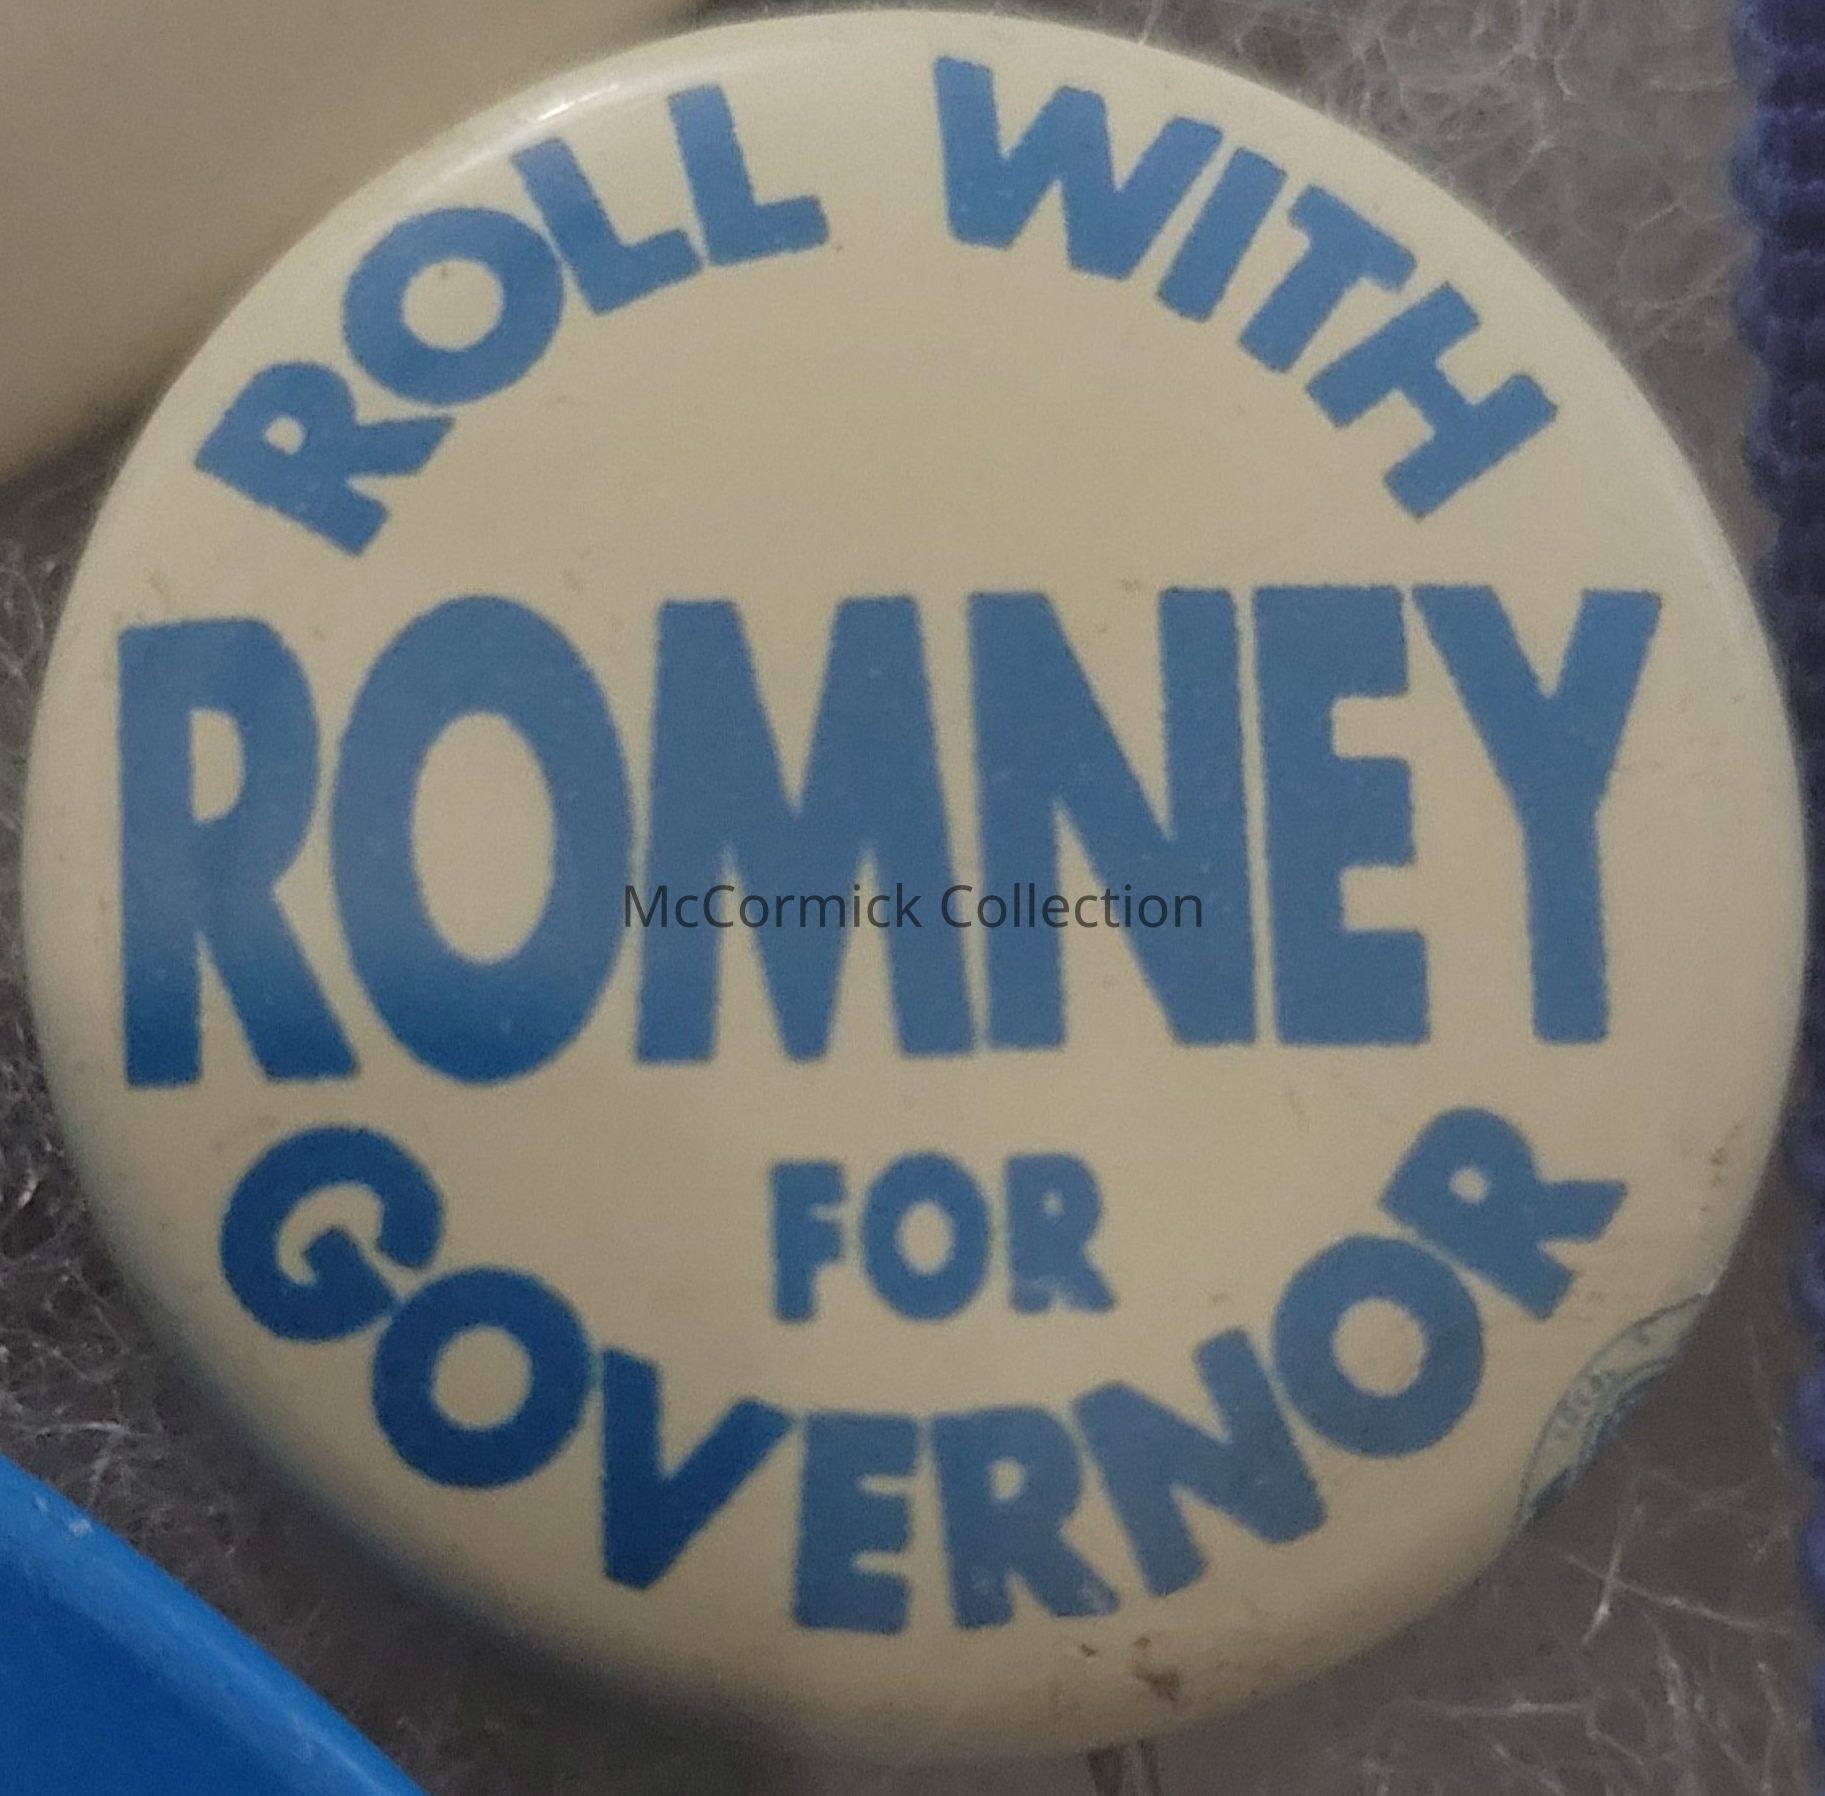 ROLL WITH
ROMNEY
McCormick Collection
FOR
GOVERNOR